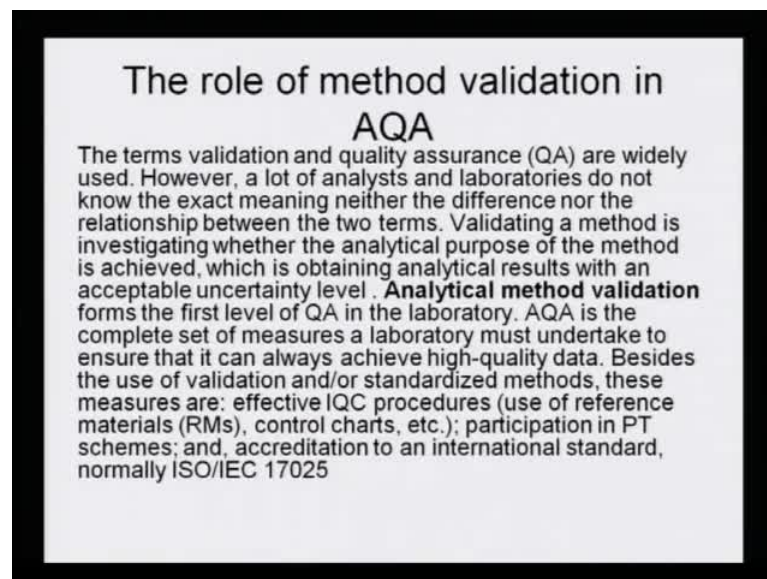 The role of method validation in
AQA
The terms validation and quality assurance (QA) are widely
used. However, a lot of analysts and laboratories do not
know the exact meaning neither the difference nor the
relationship between the two terms. Validating a method is
investigating whether the analytical purpose of the method
is achieved, which is obtaining analytical results with an
acceptable uncertainty level . Analytical method validation
forms the first level of QA in the laboratory. AQA is the
complete set of measures a laboratory must undertake to
ensure that it can always achieve high-quality data. Besides
the use of validation and/or standardized methods, these
measures are: effective IQC procedures (use of reference
materials (RMs), control charts, etc.); participation in PT
schemes; and, accreditation to an international standard,
normally ISO/IEC 17025